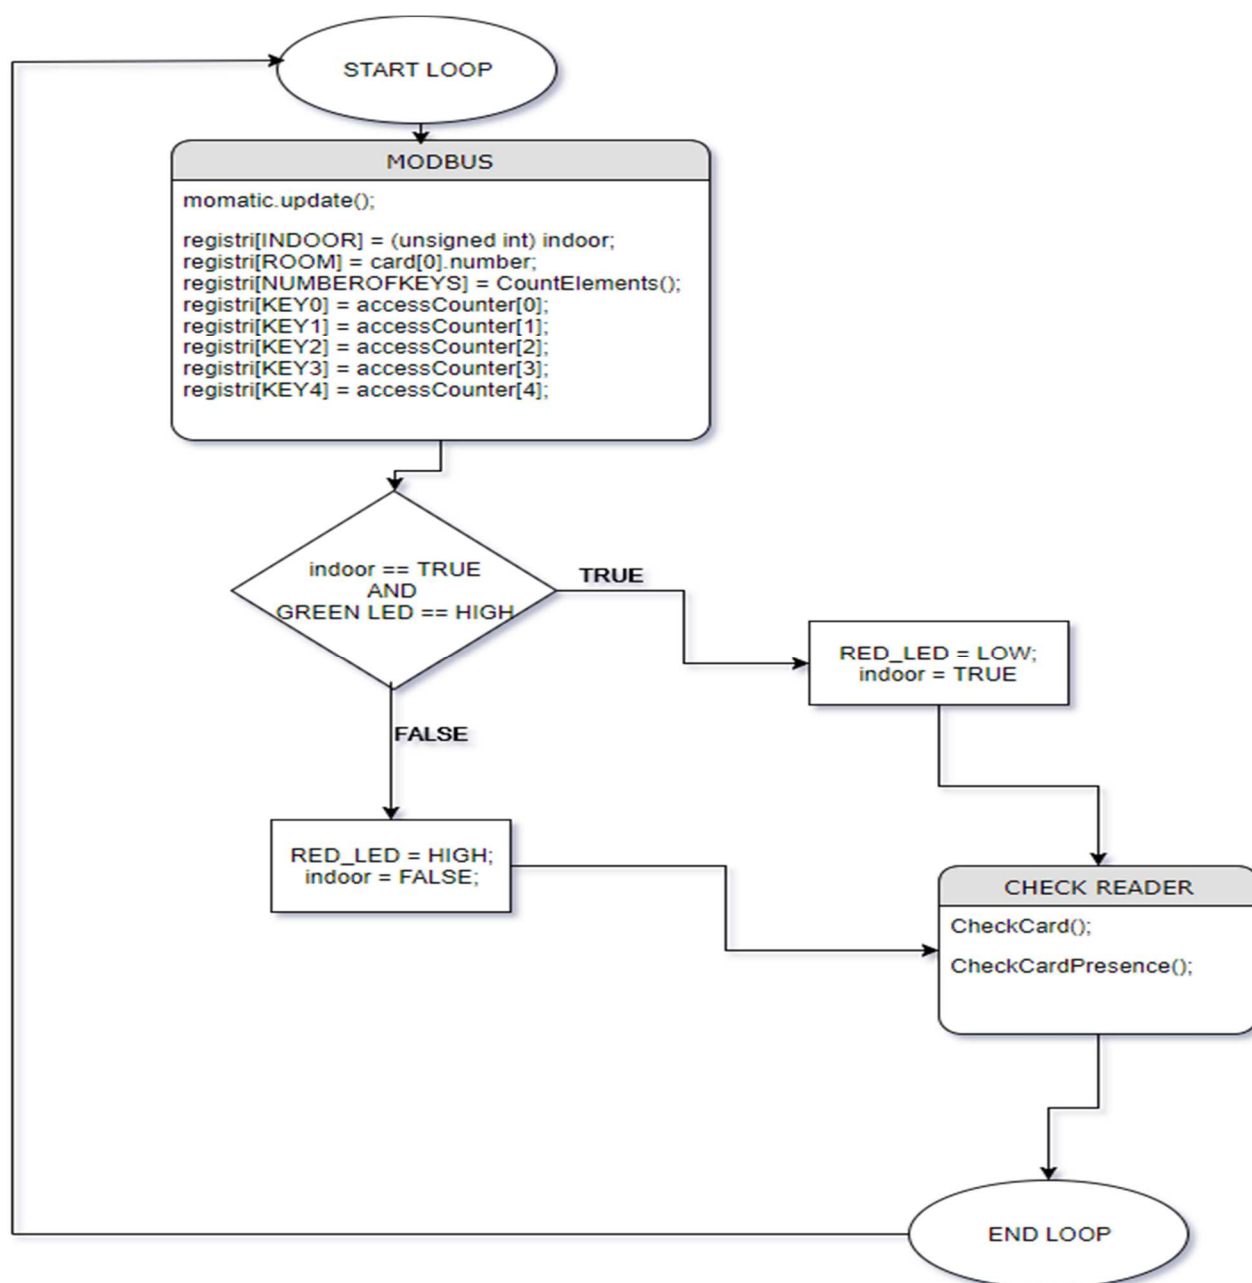 START LOOP
MODBUS
momatic.update();
registri[INDOOR] = (unsigned int) indoor;
registri[ROOM] = card[0].number;
registri[NUMBEROFKEYS] = CountElements();
registri[KEY0] = accessCounter[0];
registri[KEY1] = accessCounter[1];
registri[KEY2] = accessCounter[2];
registri[KEY3] = accessCounter[3];
registri[KEY4] = accessCounter[4];
indoor == TRUE
AND
GREEN LED == HIGH
TRUE
RED_LED = LOW;
indoor = TRUE
FALSE
RED_LED = HIGH;
indoor = FALSE;
CHECK READER
CheckCard();
CheckCardPresence();
END LOOP